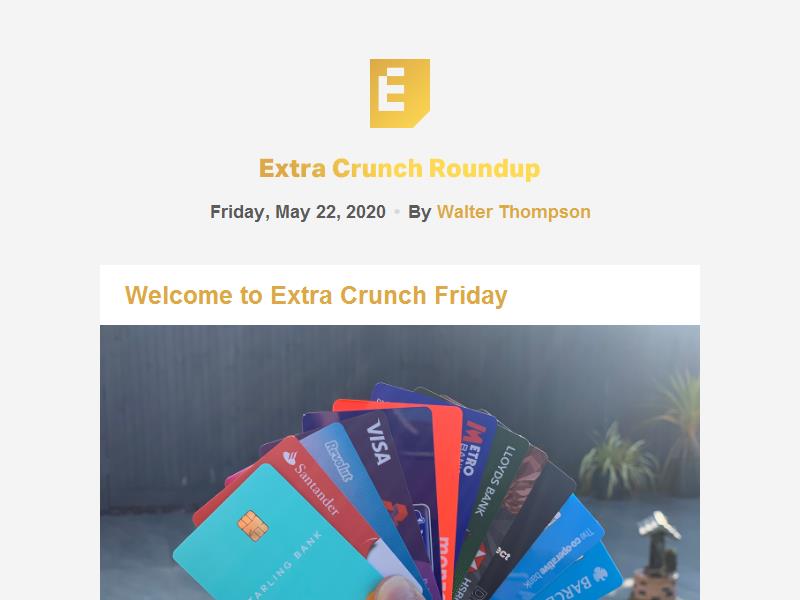 E
Extra Crunch Roundup
Friday, May 22, 2020 • By Walter Thompson
Welcome to Extra Crunch Friday
VISA
Revolut
METRO
BANK
LLOYDS BANK
Santander
The co-operative bank
BARC
ARLING BANK
mon
HSB
ect